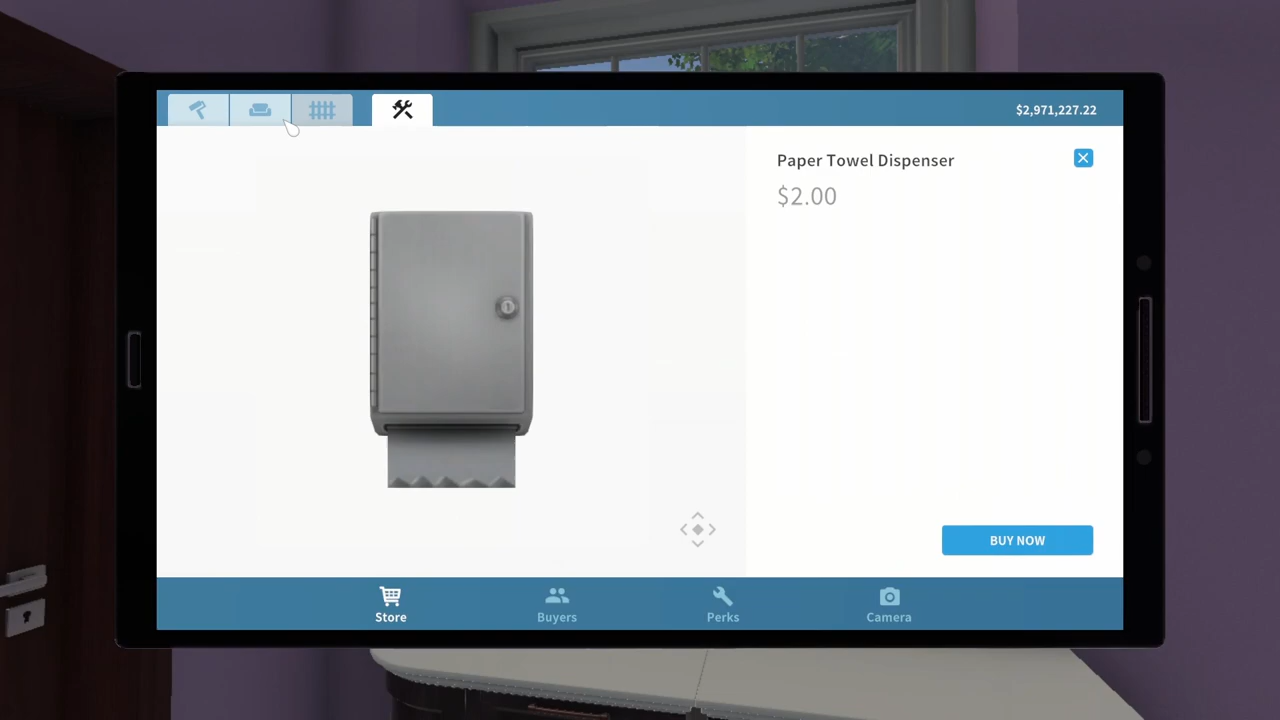 $2,971,227.22
Paper Towel Dispenser
$2.00
BUY NOW
Store
Buyers
Perks
Camera